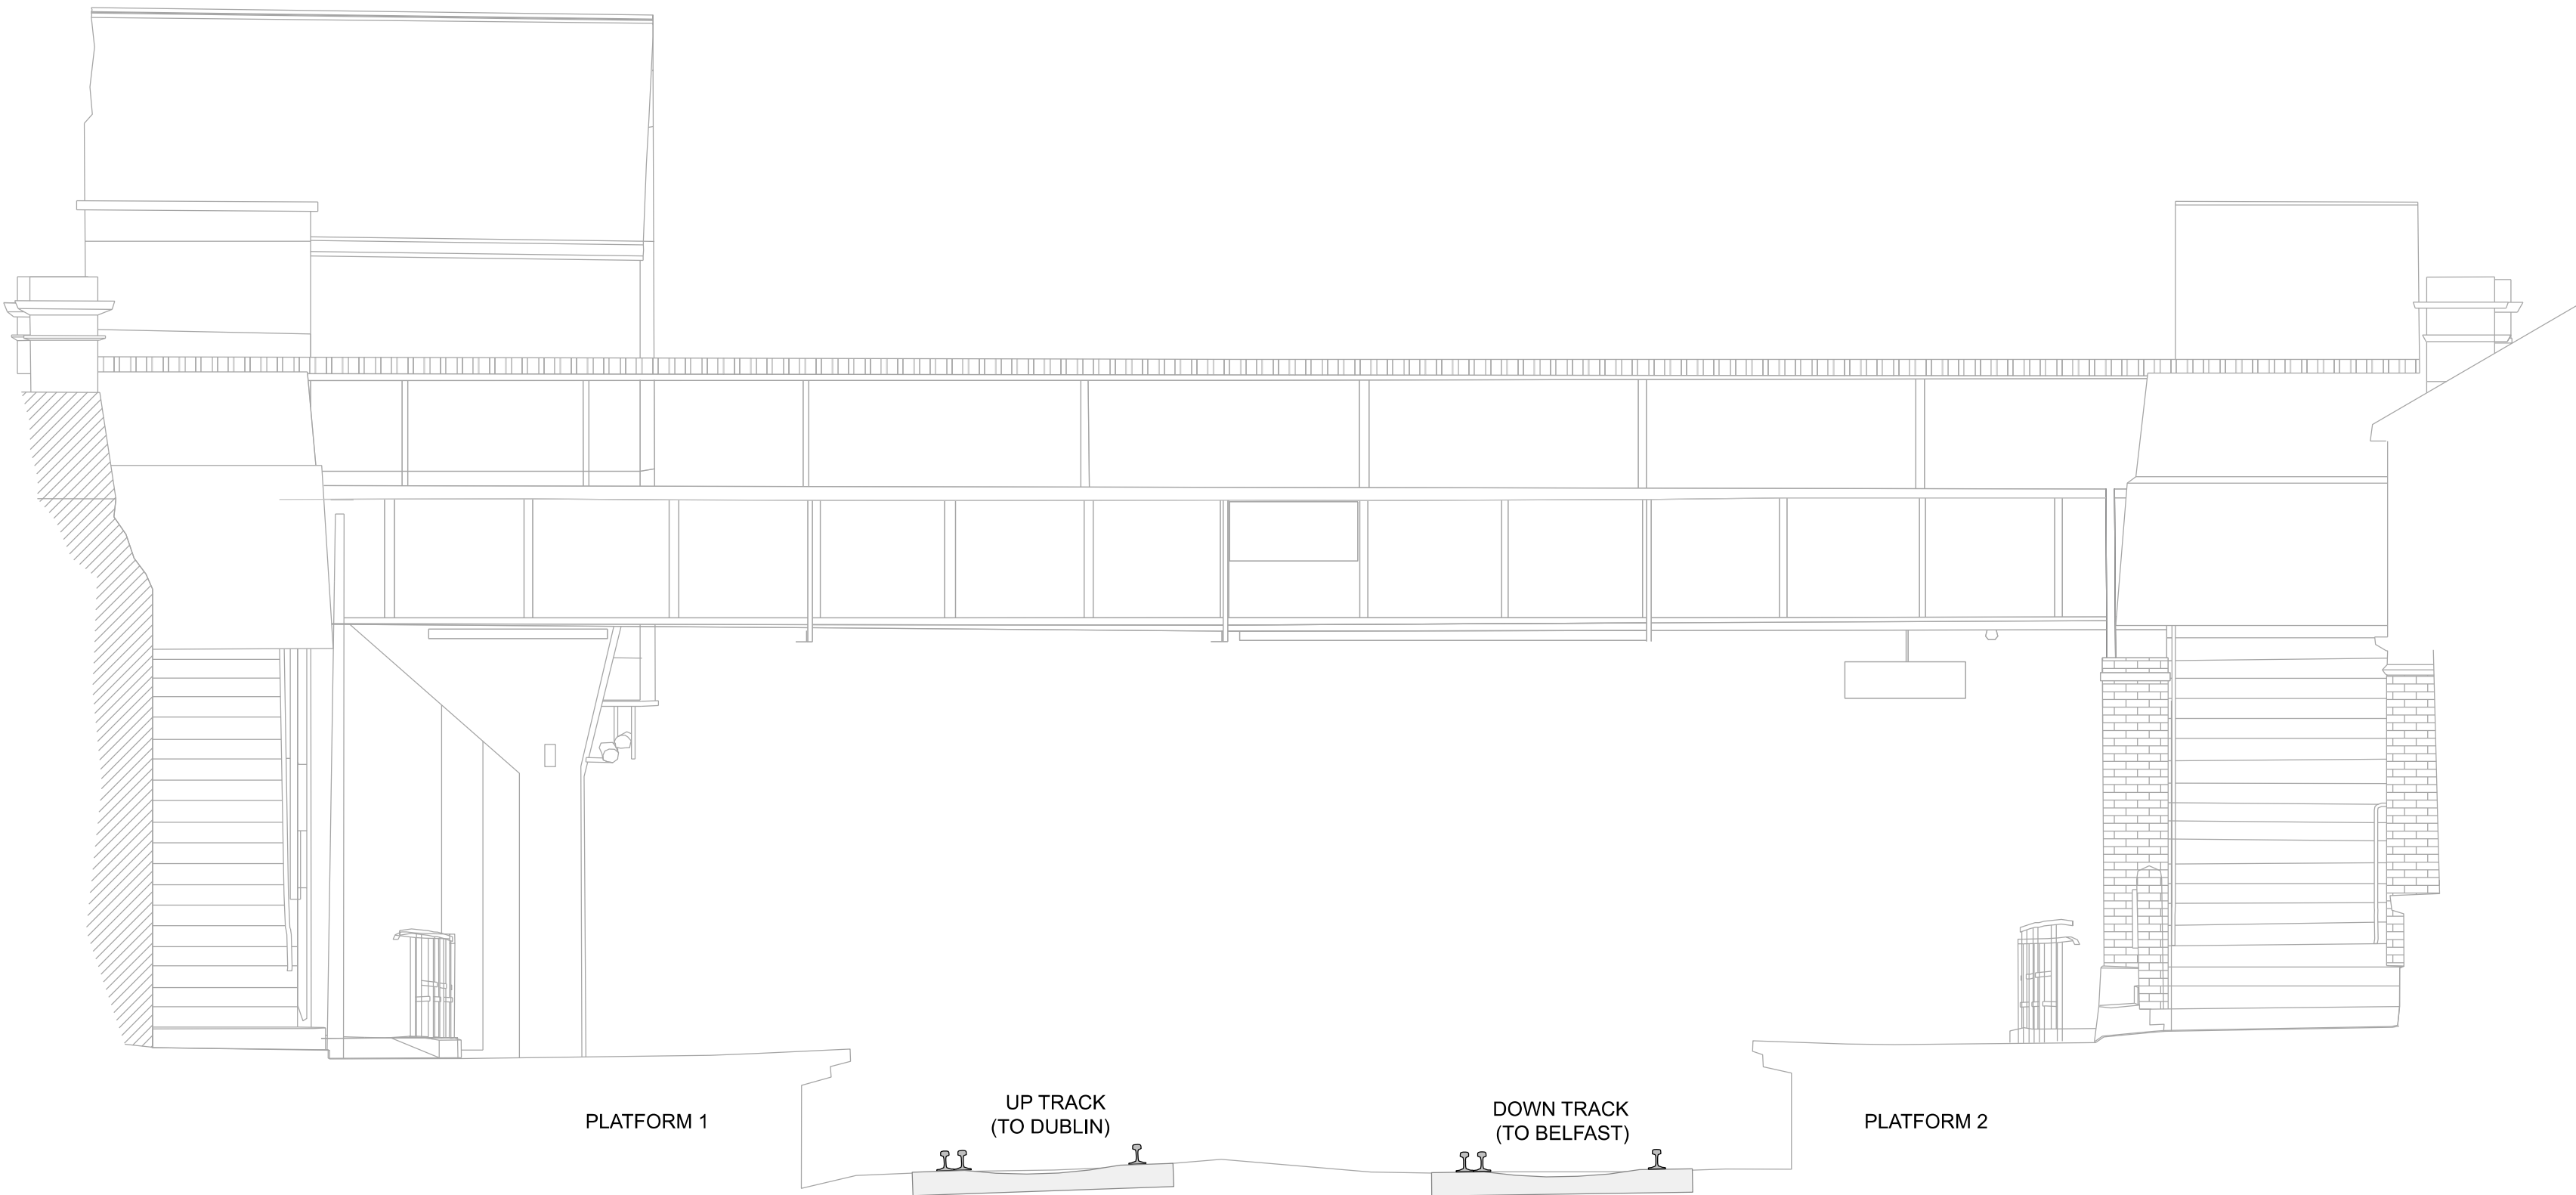 PLATFORM 1
UP TRACK
(TO DUBLIN)
DOWN TRACK
(TO BELFAST)
PLATFORM 2